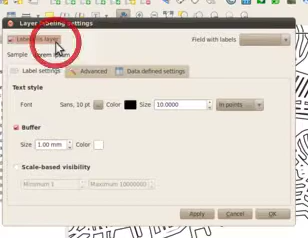 Layer labeling settings
Label this layer
Field with labels
Sample Lorem Ipsum
Label settings Advanced Data defined settings
Text style
Font Sans, 10 pt. ... Color Size 10.0000 In points
Buffer
Size 1.00 mm Color
Scale-based visibility
Minimum 1 Maximum 10000000
Apply Cancel OK